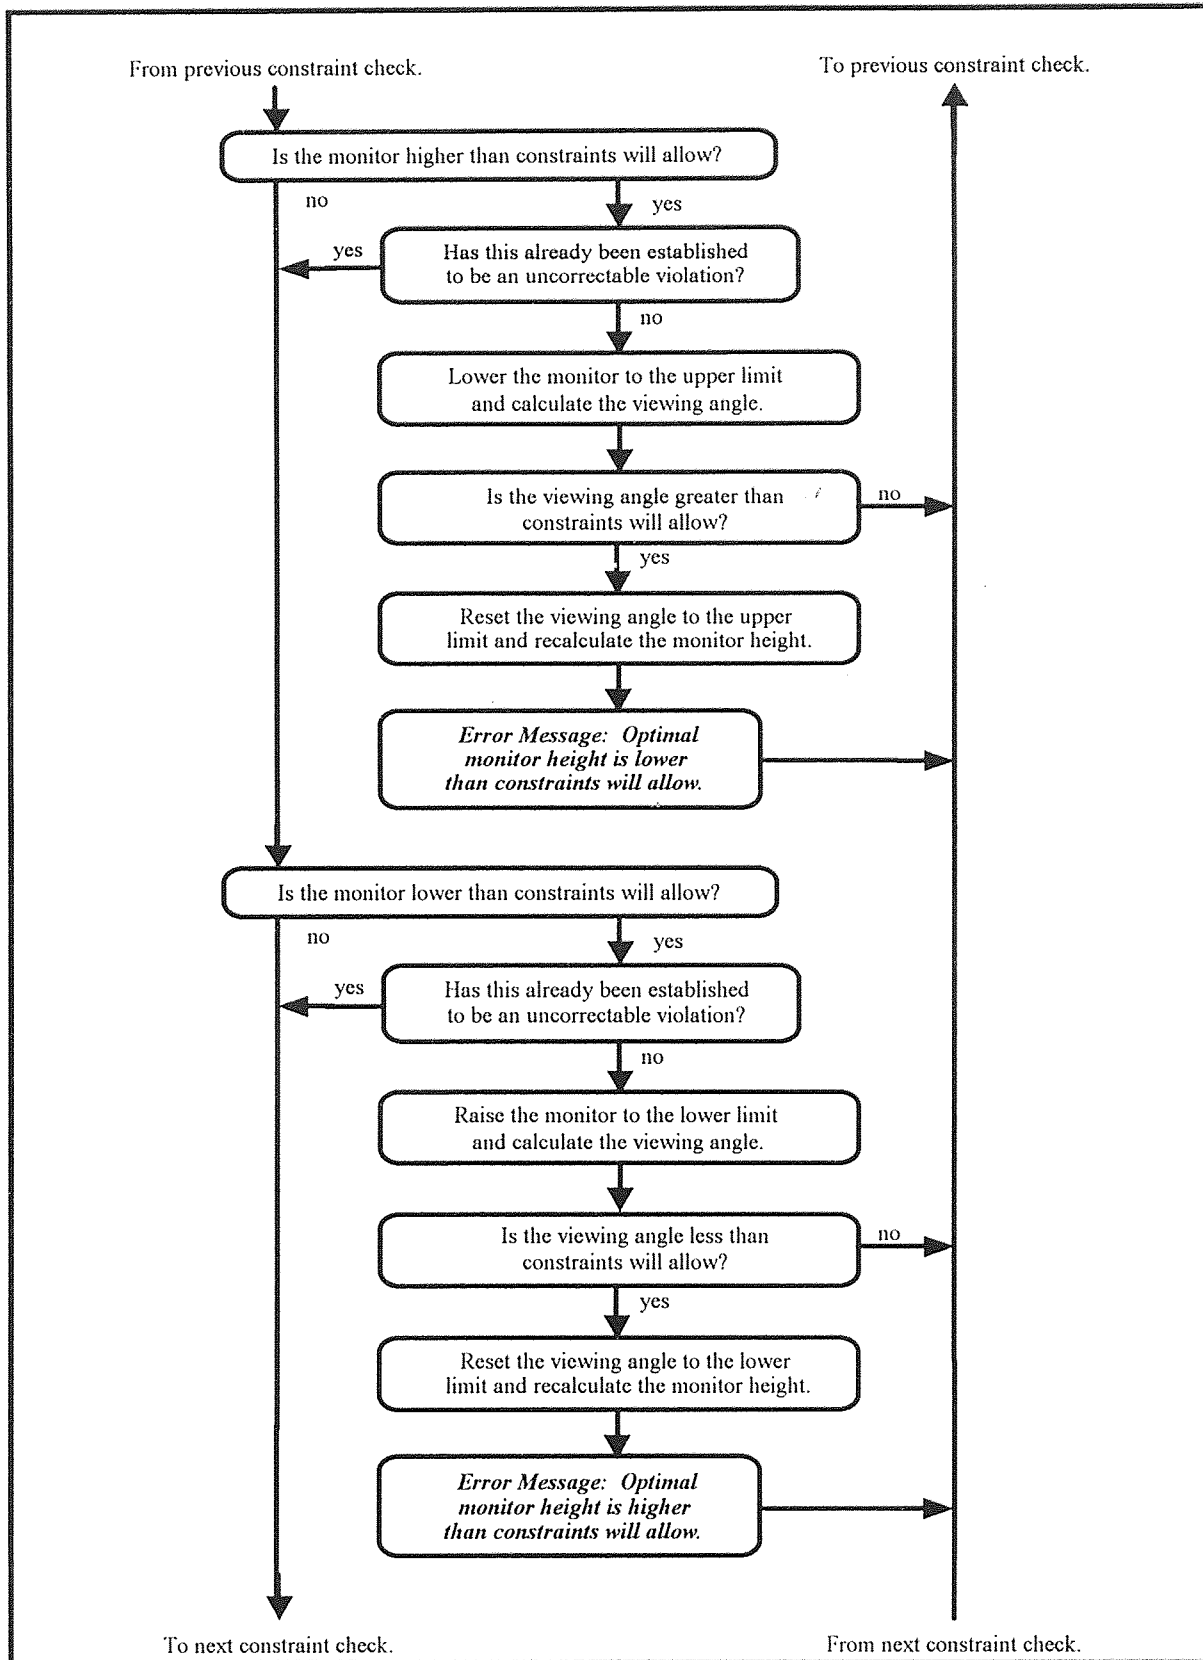 From previous constraint check.
To previous constraint check.
Is the monitor higher than constraints will allow?
no
yes
yes
Has this already been established
to be an uncorrectable violation?
no
Lower the monitor to the upper limit
and calculate the viewing angle.
Is the viewing angle greater than
constraints will allow?
no
yes
Reset the viewing angle to the upper
limit and recalculate the monitor height.
Error Message: Optimal
monitor height is lower
than constraints will allow.
Is the monitor lower than constraints will allow?
no
yes
yes
Has this already been established
to be an uncorrectable violation?
no
Raise the monitor to the lower limit
and calculate the viewing angle.
Is the viewing angle less than
constraints will allow?
no
yes
Reset the viewing angle to the lower
limit and recalculate the monitor height.
Error Message: Optimal
monitor height is higher
than constraints will allow.
To next constraint check.
From next constraint check.